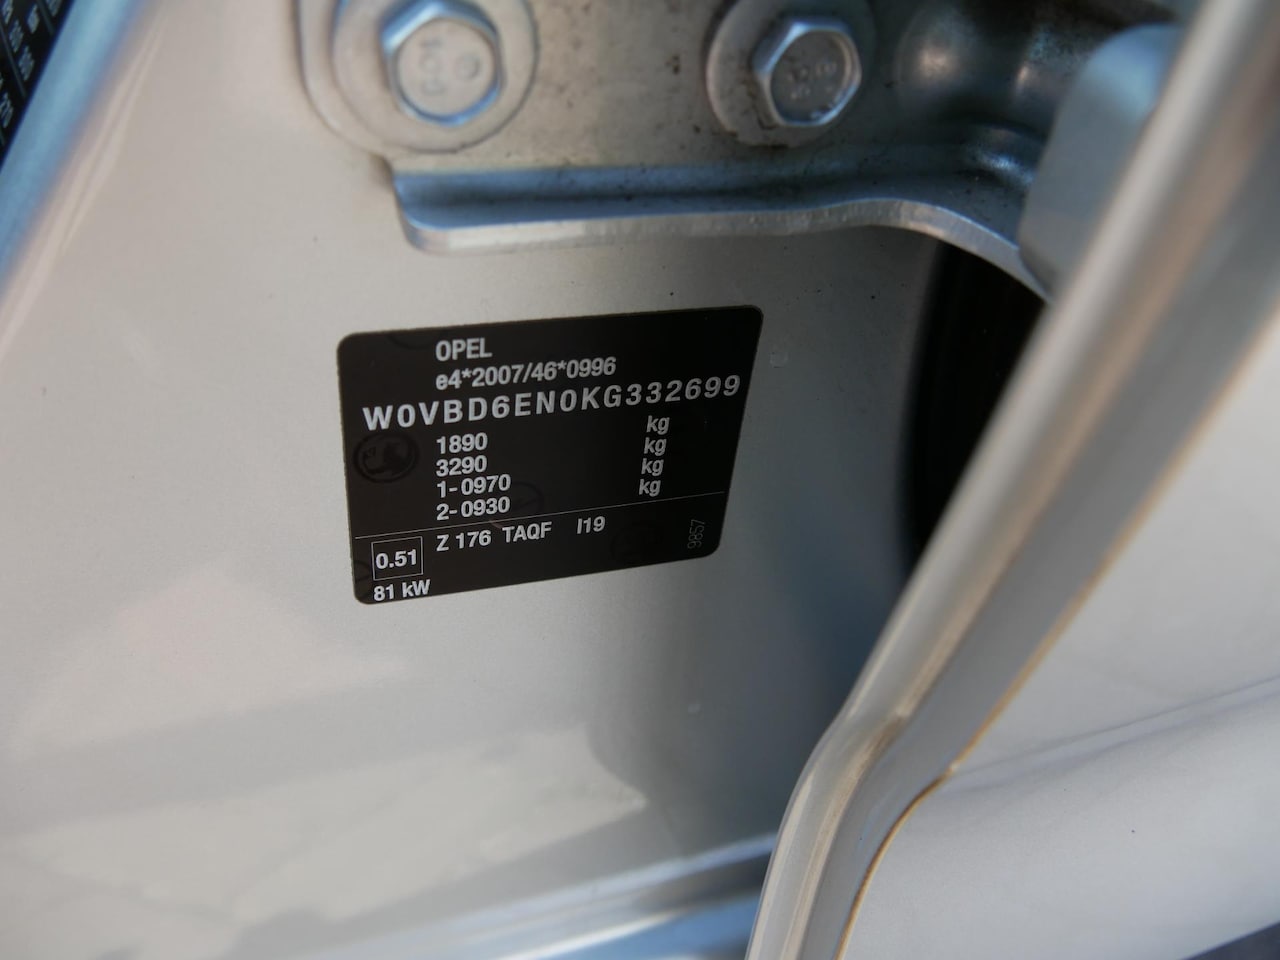 OPEL
e4*2007/46*0996
W0VBD6EN0KG332699
1890 kg
3290 kg
1-0970 kg
2-0930 kg
Z 176 TAQF I19
0.51
81 kW
9857